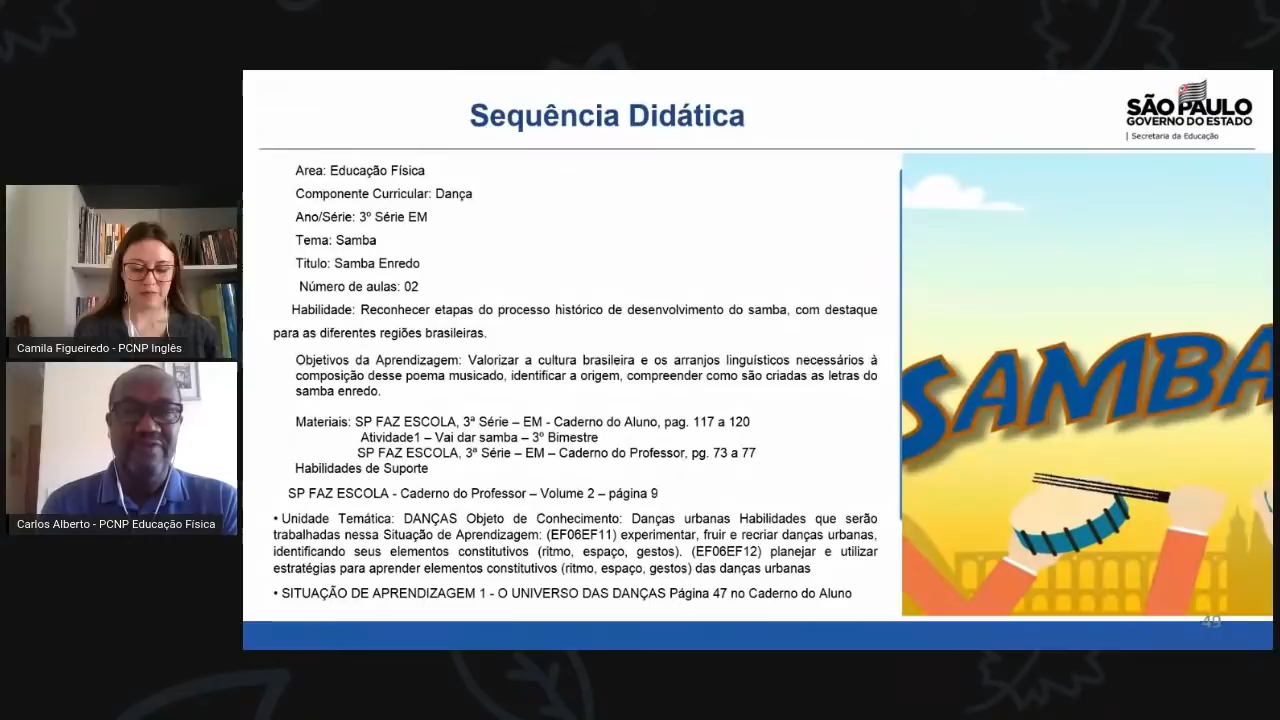 Sequência Didática
SÃO PAULO
GOVERNO DO ESTADO
Secretaria da Educação
Area: Educação Física
Componente Curricular: Dança
Ano/Série: 3º Série EM
Tema: Samba
Titulo: Samba Enredo
Número de aulas: 02
Habilidade: Reconhecer etapas do processo histórico de desenvolvimento do samba, com destaque
para as diferentes regiões brasileiras.
Objetivos da Aprendizagem: Valorizar a cultura brasileira e os arranjos linguísticos necessários à
composição desse poema musicado, identificar a origem, compreender como são criadas as letras do
samba enredo.
Materiais: SP FAZ ESCOLA, 3ª Série – EM - Caderno do Aluno, pag. 117 a 120
Atividade1 – Vai dar samba – 3º Bimestre
SP FAZ ESCOLA, 3ª Série – EM – Caderno do Professor, pg. 73 a 77
Habilidades de Suporte
SP FAZ ESCOLA - Caderno do Professor – Volume 2 – página 9
• Unidade Temática: DANÇAS Objeto de Conhecimento: Danças urbanas Habilidades que serão
trabalhadas nessa Situação de Aprendizagem: (EF06EF11) experimentar, fruir e recriar danças urbanas,
identificando seus elementos constitutivos (ritmo, espaço, gestos). (EF06EF12) planejar e utilizar
estratégias para aprender elementos constitutivos (ritmo, espaço, gestos) das danças urbanas
• SITUAÇÃO DE APRENDIZAGEM 1 - O UNIVERSO DAS DANÇAS Página 47 no Caderno do Aluno
SAMBA
49
Camila Figueiredo - PCNP Inglês
Carlos Alberto - PCNP Educação Física